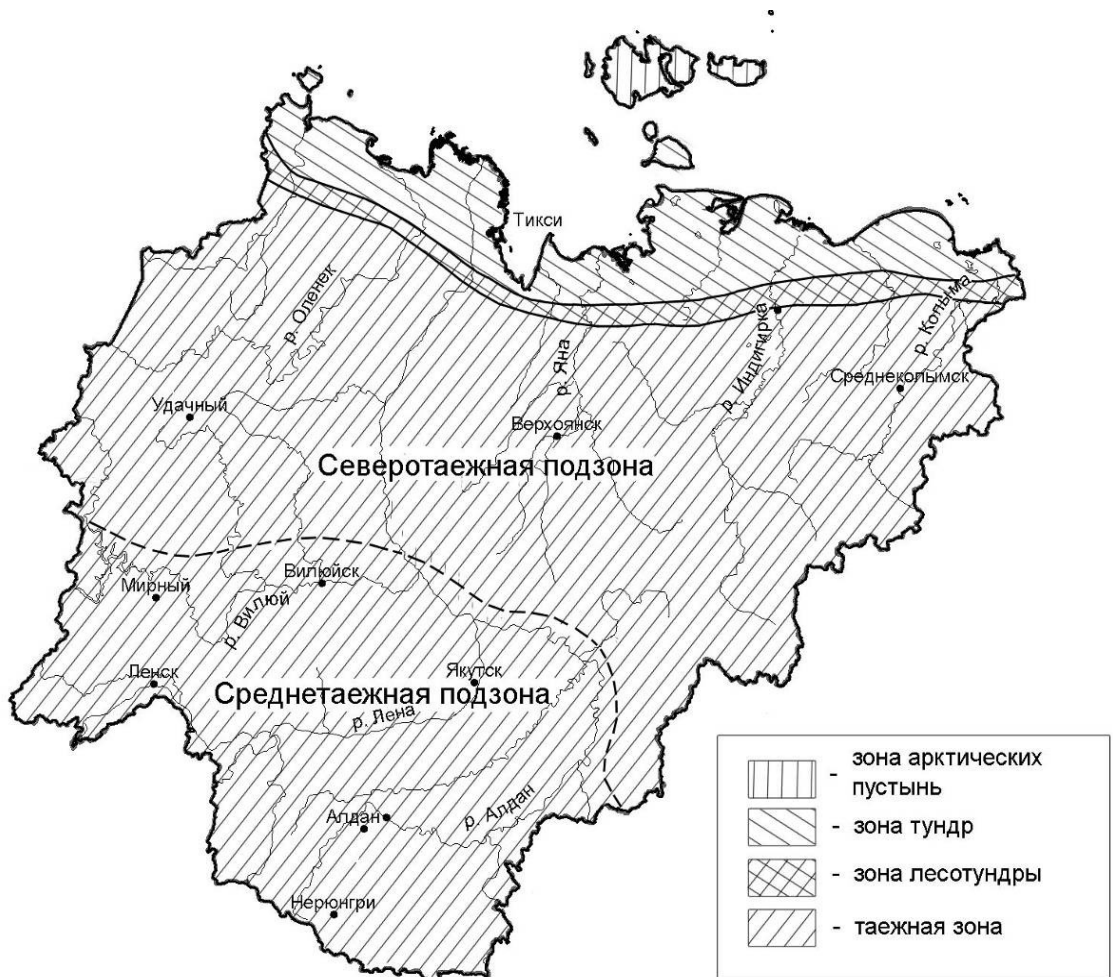 Тикси
р. Оленек
р. Яна
р. Индигирка
р. Колыма
Среднеколымск
Удачный
Верхоянск
Северотаежная подзона
Мирный
Вилюйск
р. Вилюй
Ленск
Якутск
Среднетаежная подзона
р. Лена
Алдан
р. Алдан
Нерюнгри
- зона арктических
пустынь
- зона тундр
- зона лесотундры
- таежная зона